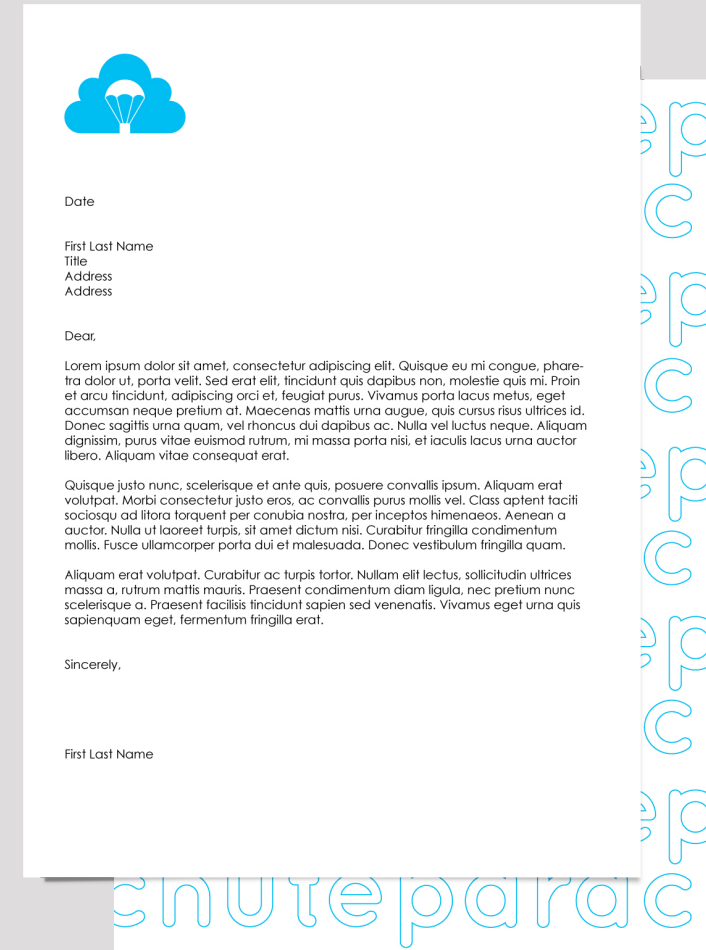 Date
First Last Name
Title
Address
Address
Dear,
Lorem ipsum dolor sit amet, consectetur adipiscing elit. Quisque eu mi congue, phare-
tra dolor ut, porta velit. Sed erat elit, tincidunt quis dapibus non, molestie quis mi. Proin
et arcu tincidunt, adipiscing orci et, feugiat purus. Vivamus porta lacus metus, eget
accumsan neque pretium at. Maecenas mattis urna augue, quis cursus risus ultrices id.
Donec sagittis urna quam, vel rhoncus dui dapibus ac. Nulla vel luctus neque. Aliquam
dignissim, purus vitae euismod rutrum, mi massa porta nisi, et iaculis lacus urna auctor
libero. Aliquam vitae consequat erat.
Quisque justo nunc, scelerisque et ante quis, posuere convallis ipsum. Aliquam erat
volutpat. Morbi consectetur justo eros, ac convallis purus mollis vel. Class aptent taciti
sociosqu ad litora torquent per conubia nostra, per inceptos himenaeos. Aenean a
auctor. Nulla ut laoreet turpis, sit amet dictum nisi. Curabitur fringilla condimentum
mollis. Fusce ullamcorper porta dui et malesuada. Donec vestibulum fringilla quam.
Aliquam erat volutpat. Curabitur ac turpis tortor. Nullam elit lectus, sollicitudin ultrices
massa a, rutrum mattis mauris. Praesent condimentum diam ligula, nec pretium nunc
scelerisque a. Praesent facilisis tincidunt sapien sed venenatis. Vivamus eget urna quis
sapienquam eget, fermentum fringilla erat.
Sincerely,
First Last Name
ep
c
ep
c
ep
c
ep
c
ep
chuteparac